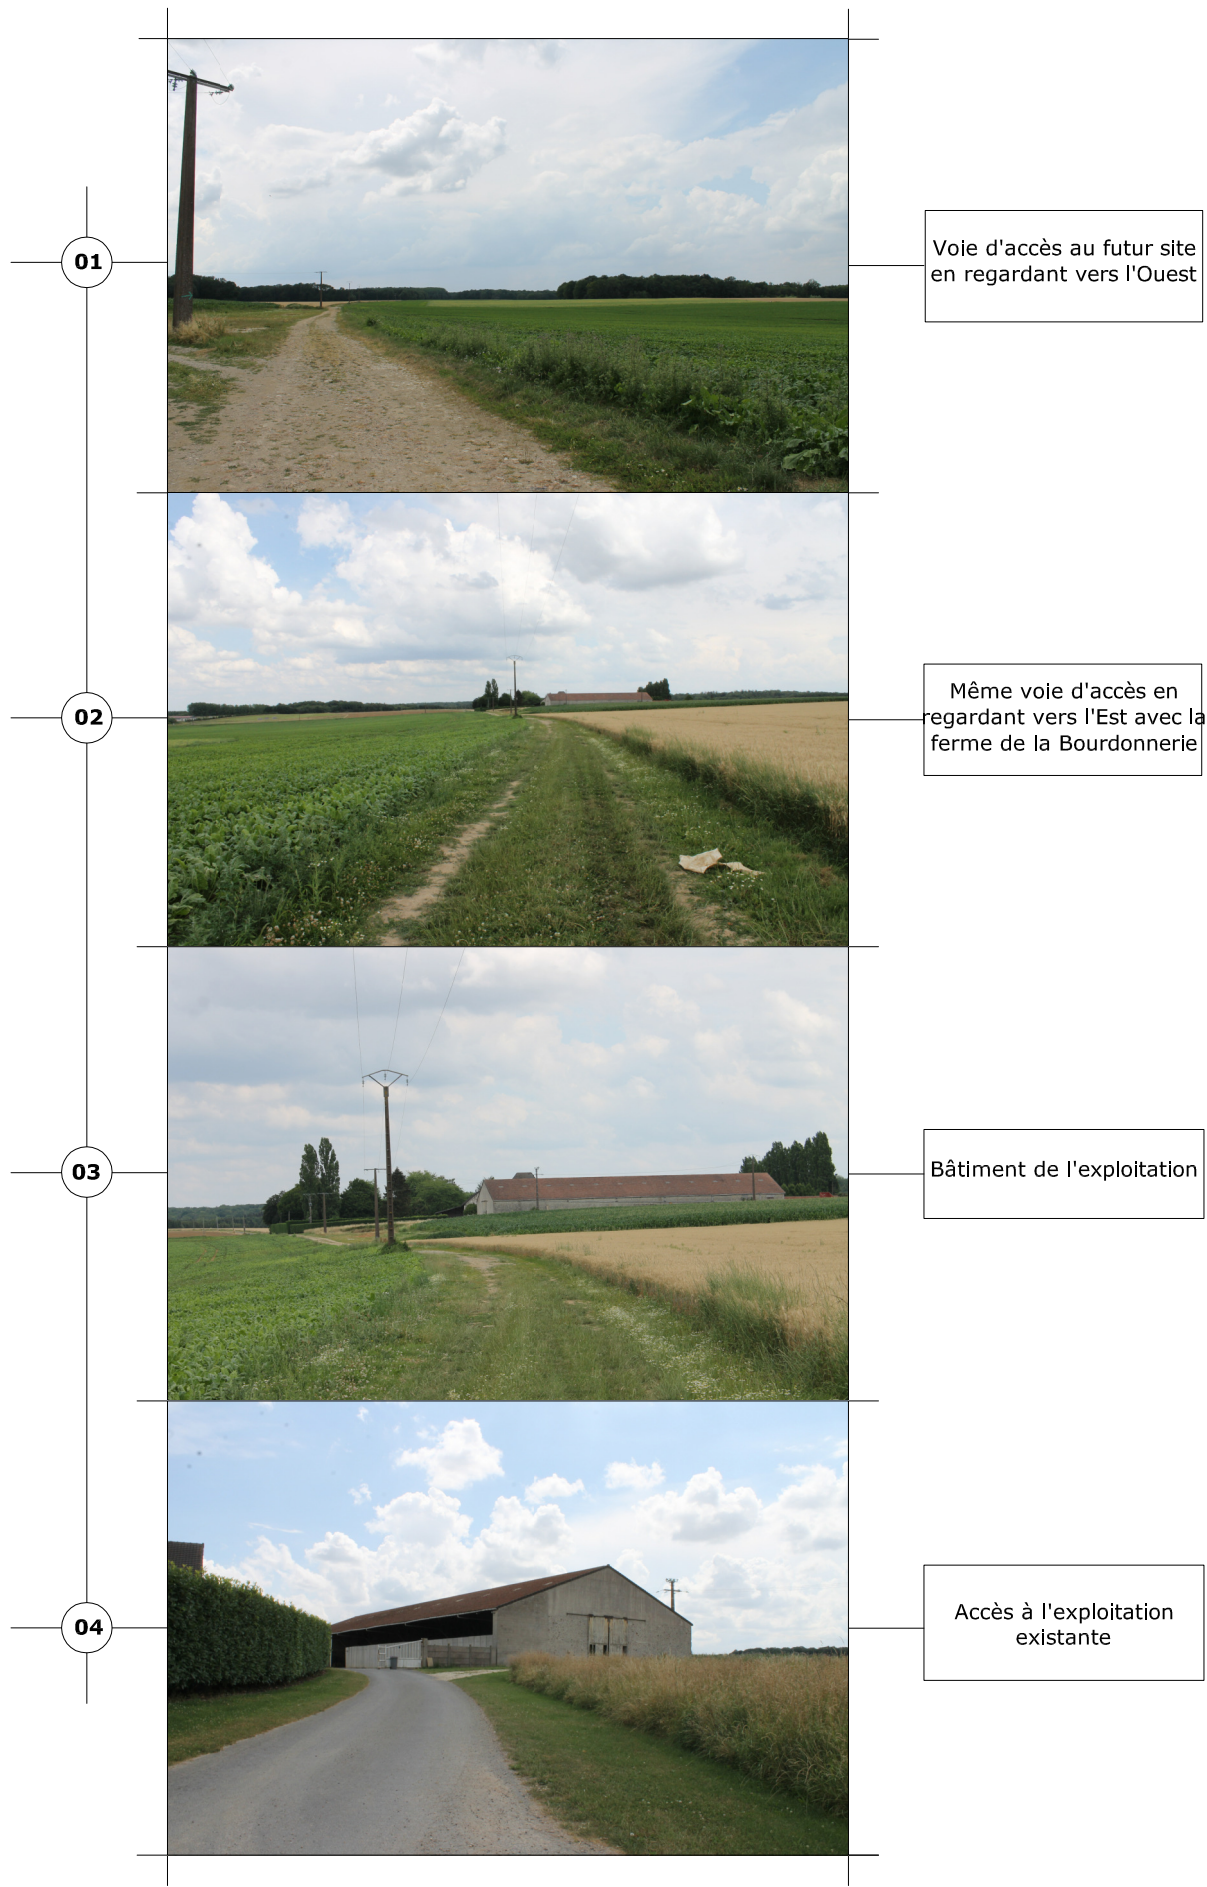 01
Voie d'accès au futur site
en regardant vers l'Ouest
02
Même voie d'accès en
regardant vers l'Est avec la
ferme de la Bourdonnerie
03
Bâtiment de l'exploitation
04
Accès à l'exploitation
existante